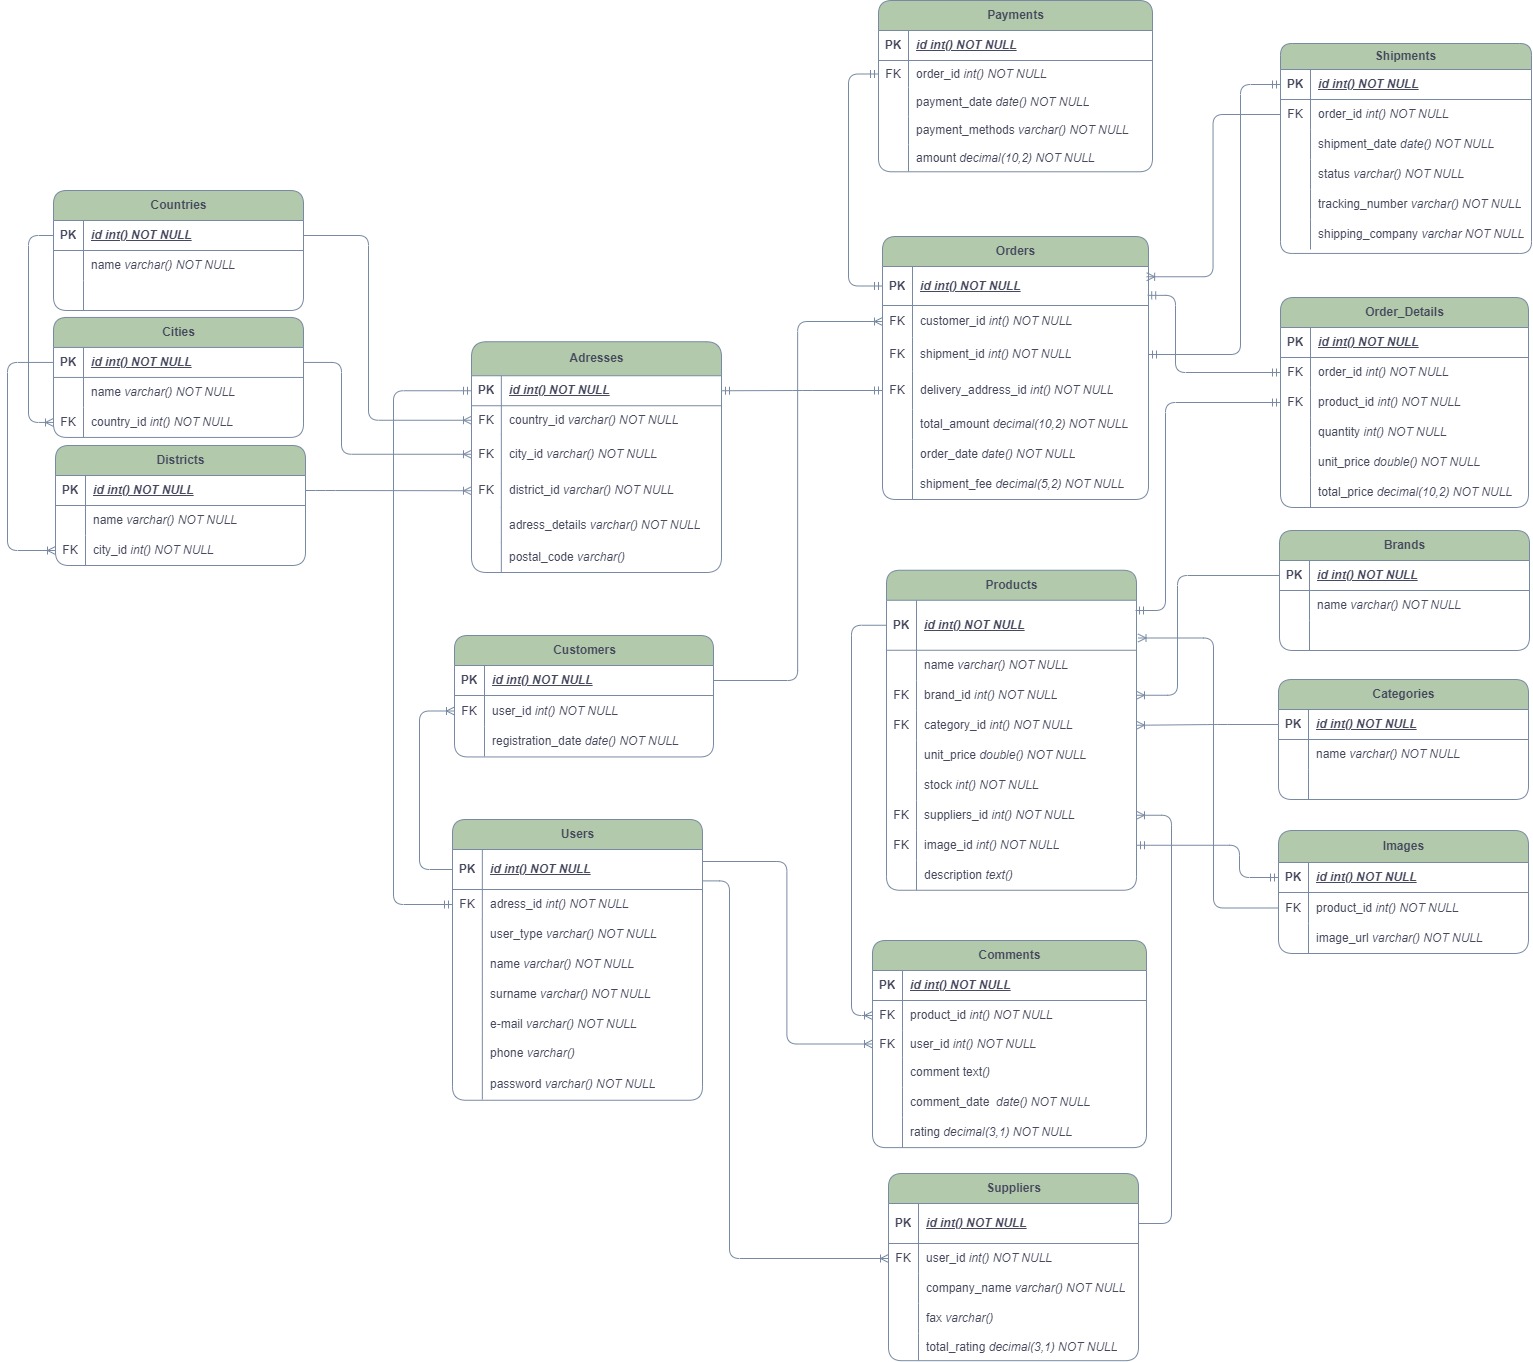 Payments
PK id int() NOT NULL
FK order_id int() NOT NULL
payment_date date() NOT NULL
payment_methods varchar() NOT NULL
amount decimal(10,2) NOT NULL
Shipments
PK id int() NOT NULL
FK order_id int() NOT NULL
shipment_date date() NOT NULL
status varchar() NOT NULL
tracking_number varchar() NOT NULL
shipping_company varchar NOT NULL
Countries
PK id int() NOT NULL
name varchar() NOT NULL
Cities
PK id int() NOT NULL
name varchar() NOT NULL
FK country_id int() NOT NULL
Districts
PK id int() NOT NULL
name varchar() NOT NULL
FK city_id int() NOT NULL
Adresses
PK id int() NOT NULL
FK country_id varchar() NOT NULL
FK city_id varchar() NOT NULL
FK district_id varchar() NOT NULL
adress_details varchar() NOT NULL
postal_code varchar()
Orders
PK id int() NOT NULL
FK customer_id int() NOT NULL
FK shipment_id int() NOT NULL
FK delivery_address_id int() NOT NULL
total_amount decimal(10,2) NOT NULL
order_date date() NOT NULL
shipment_fee decimal(5,2) NOT NULL
Order_Details
PK id int() NOT NULL
FK order_id int() NOT NULL
FK product_id int() NOT NULL
quantity int() NOT NULL
unit_price double() NOT NULL
total_price decimal(10,2) NOT NULL
Brands
PK id int() NOT NULL
name varchar() NOT NULL
Products
PK id int() NOT NULL
name varchar() NOT NULL
FK brand_id int() NOT NULL
FK category_id int() NOT NULL
unit_price double() NOT NULL
stock int() NOT NULL
FK suppliers_id int() NOT NULL
FK image_id int() NOT NULL
description text()
Customers
PK id int() NOT NULL
FK user_id int() NOT NULL
registration_date date() NOT NULL
Categories
PK id int() NOT NULL
name varchar() NOT NULL
Users
PK id int() NOT NULL
FK adress_id int() NOT NULL
user_type varchar() NOT NULL
name varchar() NOT NULL
surname varchar() NOT NULL
e-mail varchar() NOT NULL
phone varchar()
password varchar() NOT NULL
Images
PK id int() NOT NULL
FK product_id int() NOT NULL
image_url varchar() NOT NULL
Comments
PK id int() NOT NULL
FK product_id int() NOT NULL
FK user_id int() NOT NULL
comment text()
comment_date date() NOT NULL
rating decimal(3,1) NOT NULL
Suppliers
PK id int() NOT NULL
FK user_id int() NOT NULL
company_name varchar() NOT NULL
fax varchar()
total_rating decimal(3,1) NOT NULL